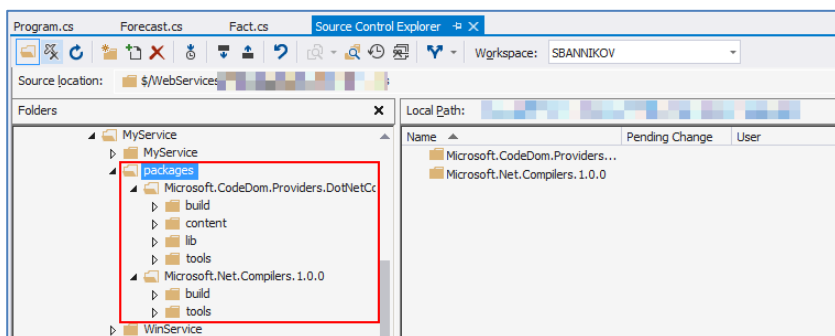 Program.cs Forecast.cs Fact.cs Source Control Explorer
Workspace: SBANNIKOV
Source location: $/WebServices
Folders
Local Path:
MyService
MyService
packages
Microsoft.CodeDom.Providers.DotNetCo
build
content
lib
tools
Microsoft.Net.Compilers.1.0.0
build
tools
WinService
Name Pending Change User
Microsoft.CodeDom.Providers...
Microsoft.Net.Compilers.1.0.0